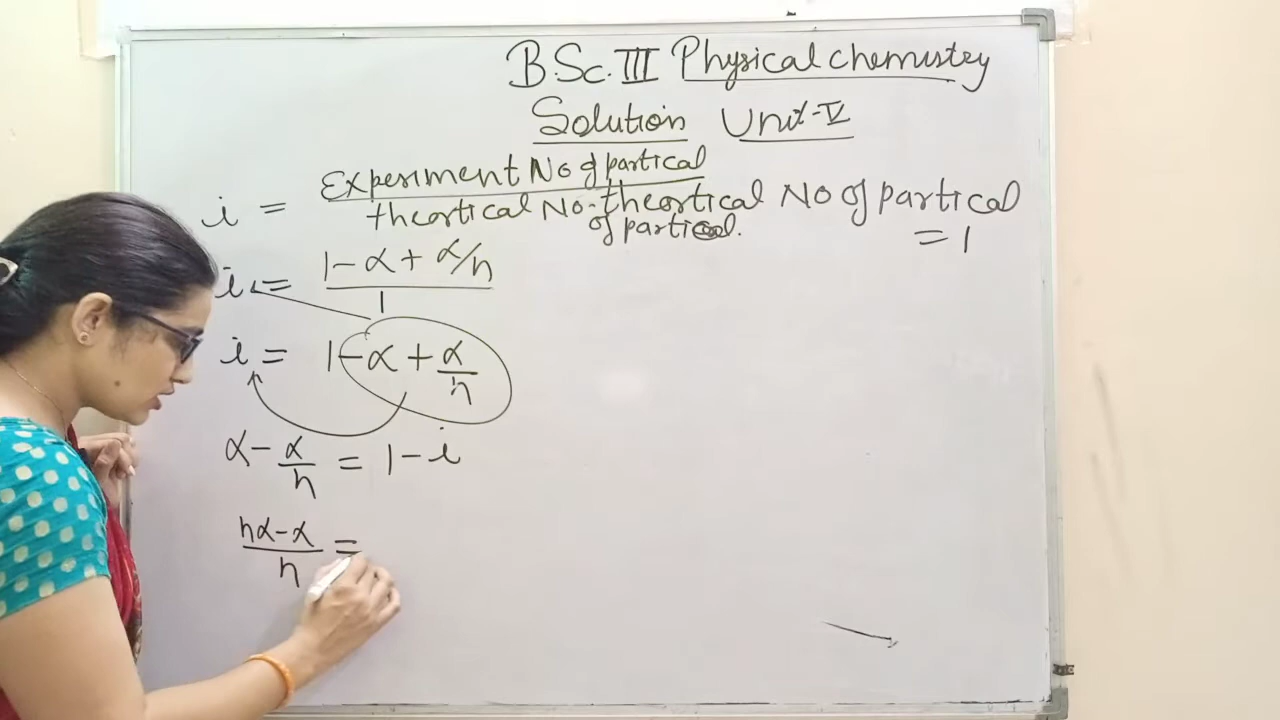 B.Sc. III Physical chemistry
Solution Unit-V
i = Experiment No of partical / theortical No. of partical.
theortical No of partical = 1
i = 1-α + α/n / 1
i = 1-α + α/n
α - α/n = 1 - i
nα-α / n =